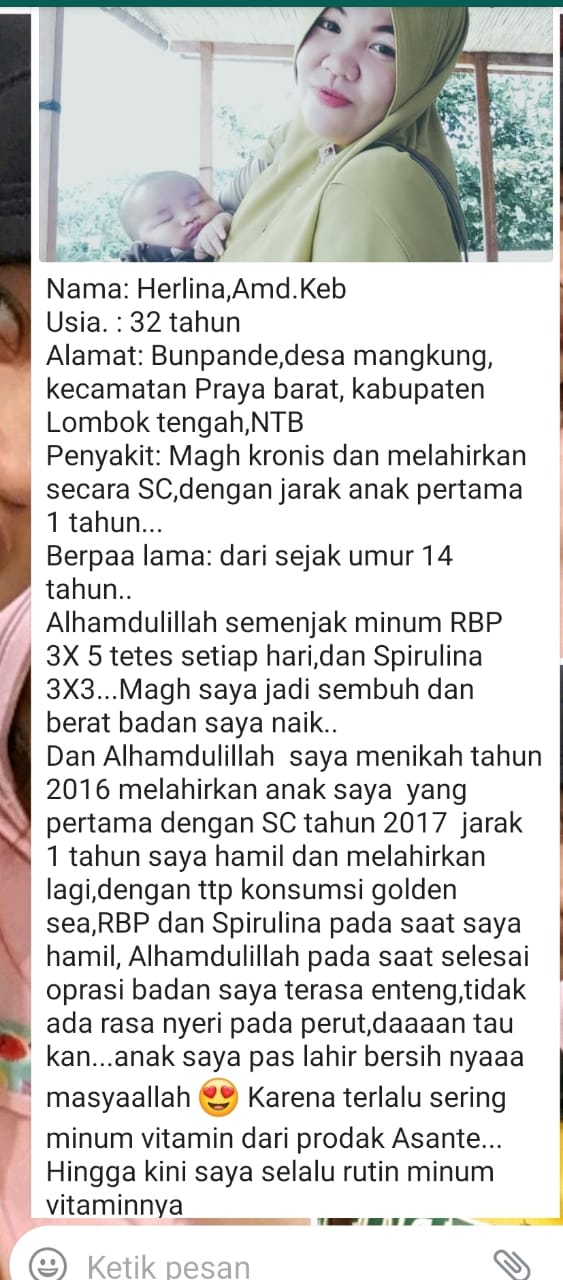 Nama: Herlina,Amd.Keb
Usia. : 32 tahun
Alamat: Bunpande,desa mangkung,
kecamatan Praya barat, kabupaten
Lombok tengah,NTB
Penyakit: Magh kronis dan melahirkan
secara SC,dengan jarak anak pertama
1 tahun...
Berpaa lama: dari sejak umur 14
tahun..
Alhamdulillah semenjak minum RBP
3X 5 tetes setiap hari,dan Spirulina
3X3...Magh saya jadi sembuh dan
berat badan saya naik..
Dan Alhamdulillah  saya menikah tahun
2016 melahirkan anak saya  yang
pertama dengan SC tahun 2017  jarak
1 tahun saya hamil dan melahirkan
lagi,dengan ttp konsumsi golden
sea,RBP dan Spirulina pada saat saya
hamil, Alhamdulillah pada saat selesai
oprasi badan saya terasa enteng,tidak
ada rasa nyeri pada perut,daaaan tau
kan...anak saya pas lahir bersih nyaaa
masyaallah 😍 Karena terlalu sering
minum vitamin dari prodak Asante...
Hingga kini saya selalu rutin minum
vitaminnya
Ketik pesan